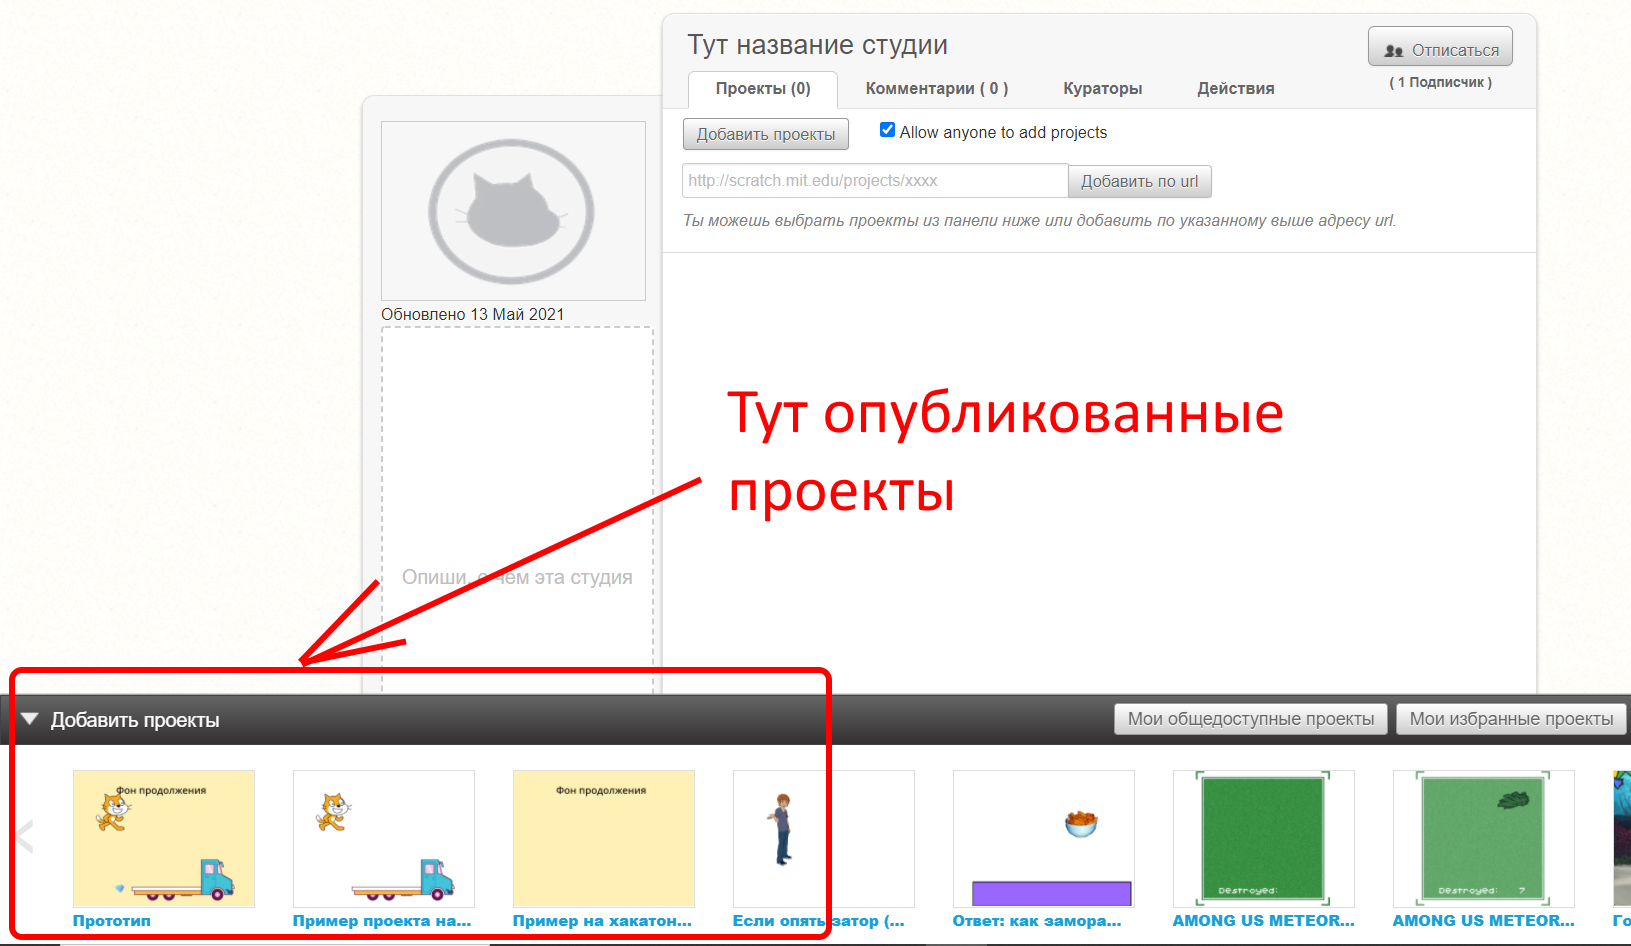 Тут название студии
Отписаться
( 1 Подписчик )
Проекты (0)
Комментарии ( 0 )
Кураторы
Действия
Добавить проекты
Allow anyone to add projects
http://scratch.mit.edu/projects/xxxx
Добавить по url
Ты можешь выбрать проекты из панели ниже или добавить по указанному выше адресу url.
Обновлено 13 Май 2021
Тут опубликованные
проекты
Опиши, о чем эта студия
Добавить проекты
Мои общедоступные проекты
Мои избранные проекты
Фон продолжения
Фон продолжения
Destroyed:
Destroyed: 7
Прототип
Пример проекта на...
Пример на хакатон...
Если опять затор (...
Ответ: как замора...
AMONG US METEOR...
AMONG US METEOR...
Го